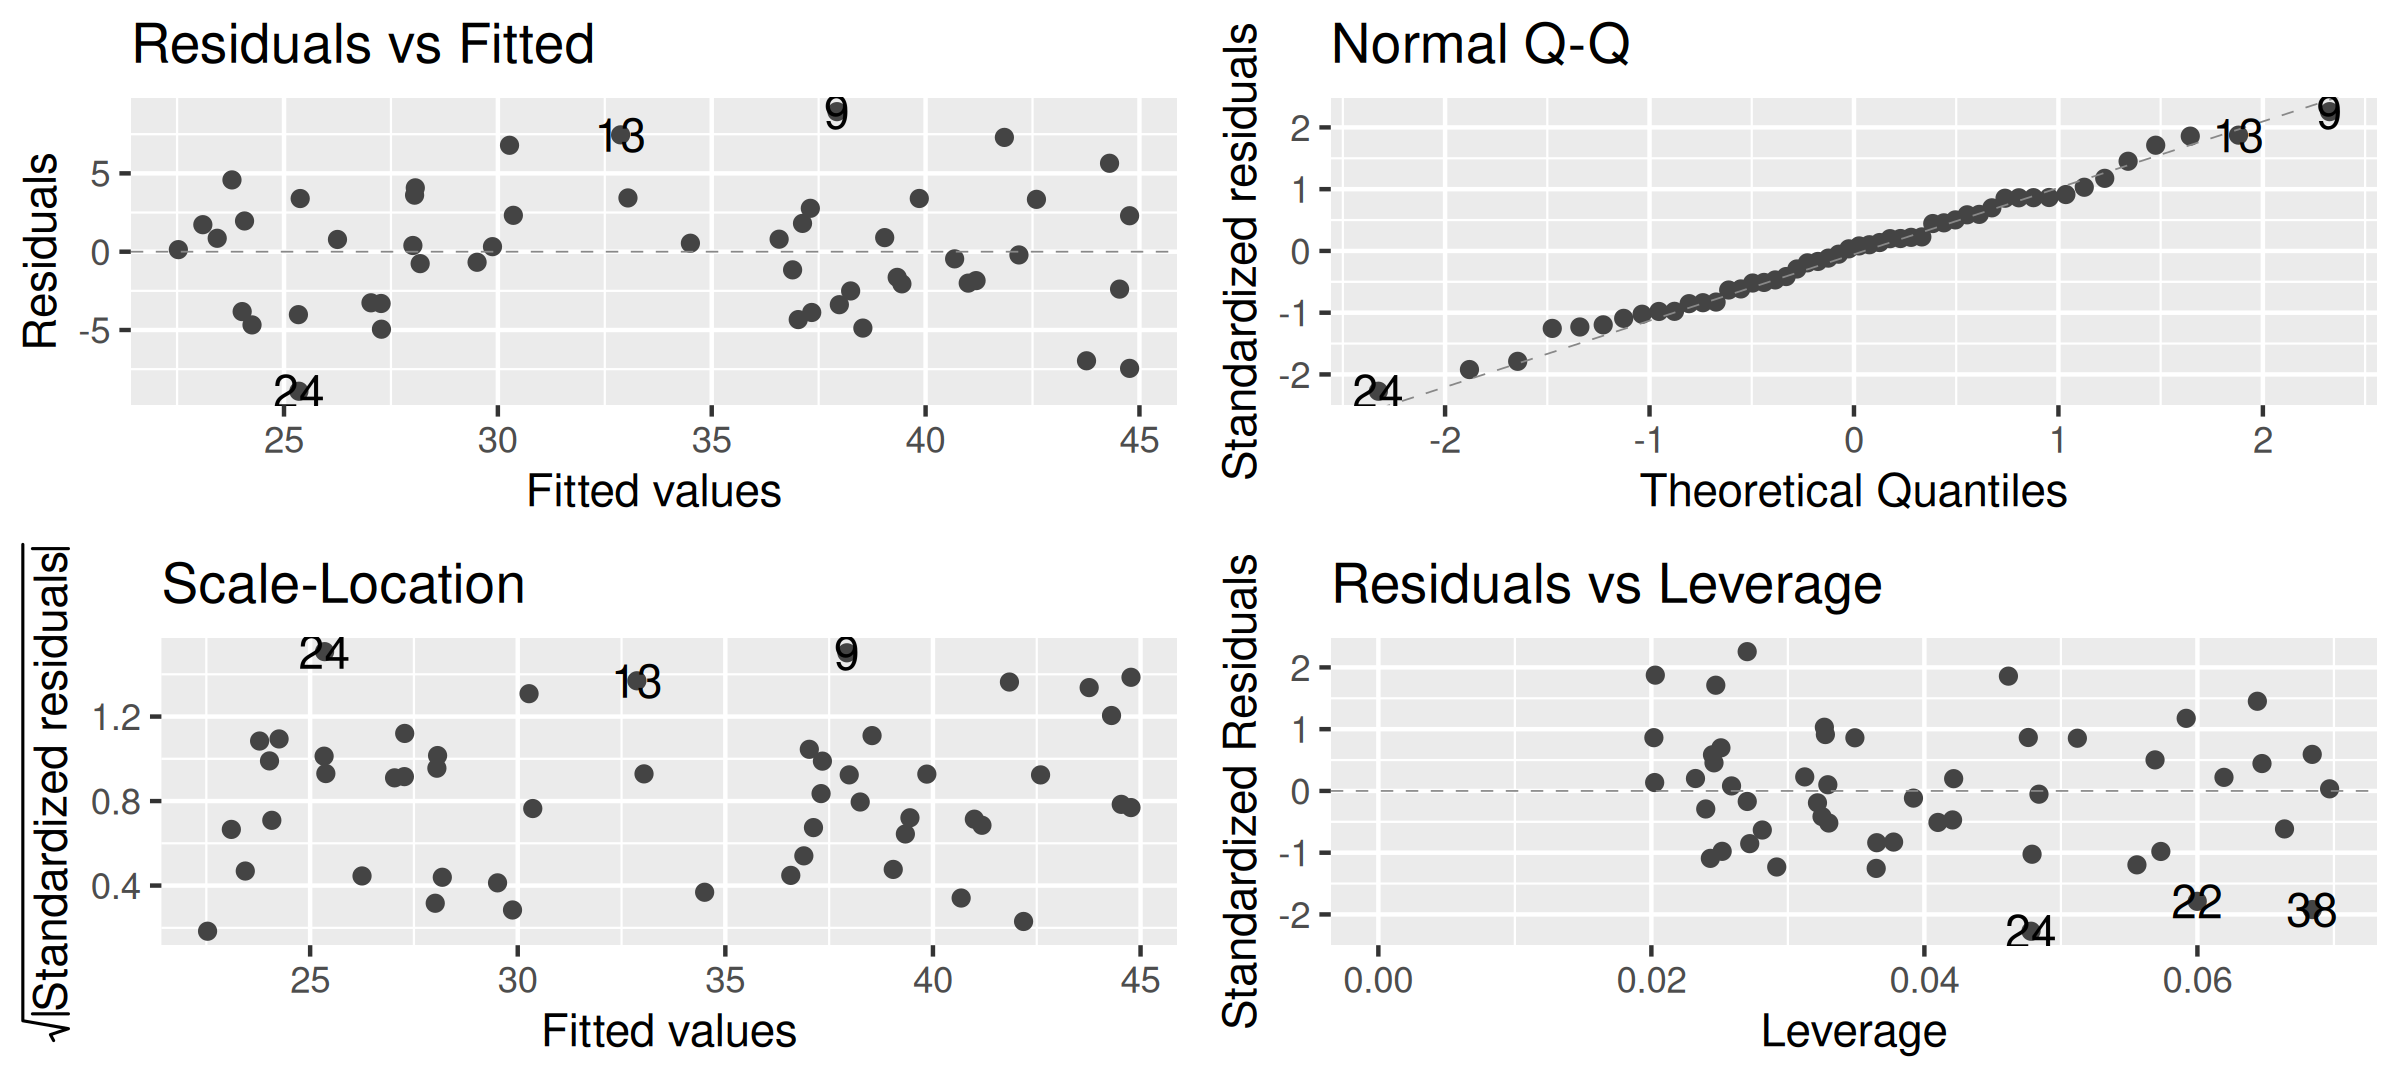 Residuals vs Fitted
Residuals
5
0
-5
13
9
24
25 30 35 40 45
Fitted values
Normal Q-Q
Standardized residuals
2
1
0
-1
-2
9
13
24
-2 -1 0 1 2
Theoretical Quantiles
Scale-Location
√|Standardized residuals|
1.2
0.8
0.4
24
13
9
25 30 35 40 45
Fitted values
Residuals vs Leverage
Standardized Residuals
2
1
0
-1
-2
22
38
24
0.00 0.02 0.04 0.06
Leverage